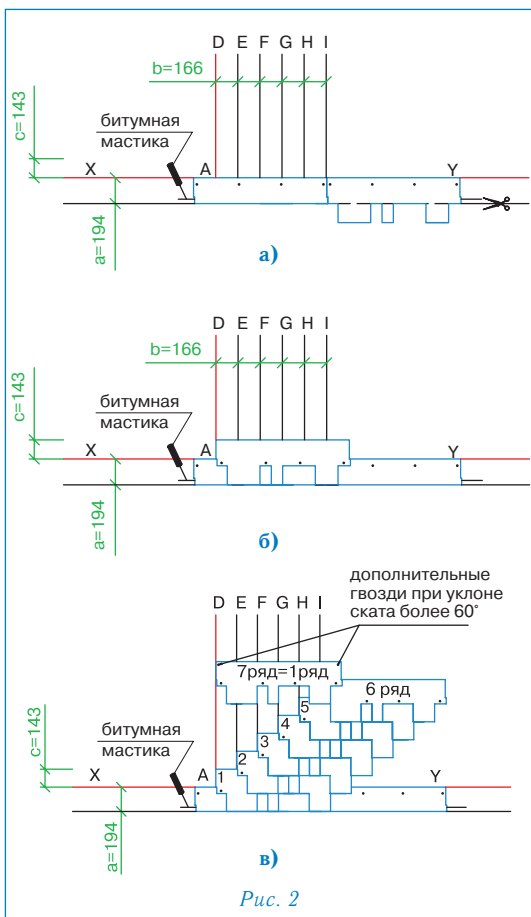 D E F G H I
b=166
c=143
битумная
мастика
X A Y
a=194
а)
D E F G H I
b=166
c=143
битумная
мастика
X A Y
a=194
б)
дополнительные
гвозди при уклоне
ската более 60°
D E F G H I
7ряд=1ряд
6 ряд
5
4
3
2
1
c=143
битумная
мастика
X A Y
a=194
в)
Рис. 2